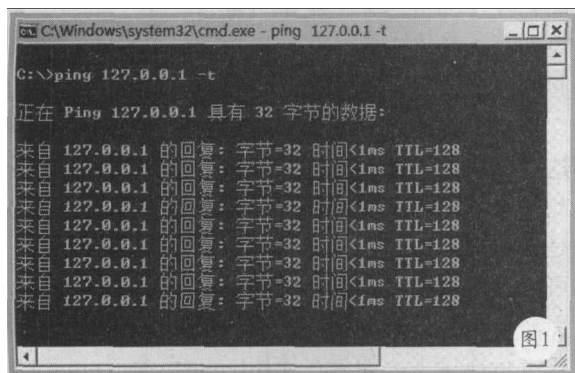 C:\Windows\system32\cmd.exe - ping 127.0.0.1 -t
C:\>ping 127.0.0.1 -t
正在 Ping 127.0.0.1 具有 32 字节的数据:
来自 127.0.0.1 的回复: 字节=32 时间<1ms TTL=128
来自 127.0.0.1 的回复: 字节=32 时间<1ms TTL=128
来自 127.0.0.1 的回复: 字节=32 时间<1ms TTL=128
来自 127.0.0.1 的回复: 字节=32 时间<1ms TTL=128
来自 127.0.0.1 的回复: 字节=32 时间<1ms TTL=128
来自 127.0.0.1 的回复: 字节=32 时间<1ms TTL=128
来自 127.0.0.1 的回复: 字节=32 时间<1ms TTL=128
来自 127.0.0.1 的回复: 字节=32 时间<1ms TTL=128
来自 127.0.0.1 的回复: 字节=32 时间<1ms TTL=128
图1